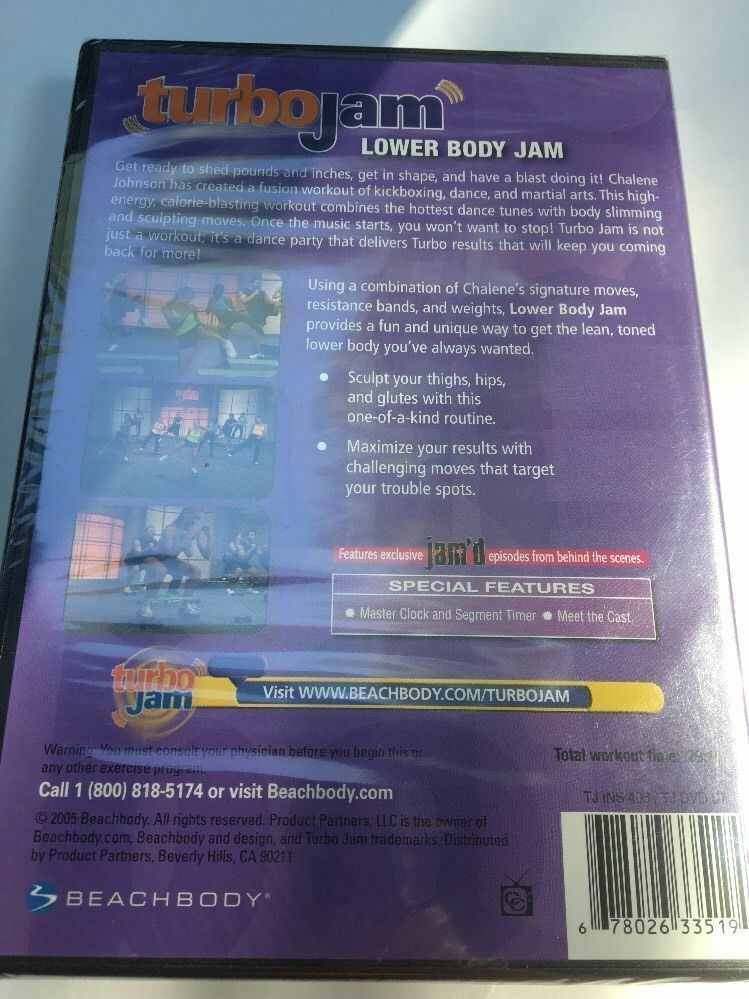 turbojam
LOWER BODY JAM
Get ready to shed pounds and inches, get in shape, and have a blast doing it! Chalene
Johnson has created a fusion workout of kickboxing, dance, and martial arts. This high-
energy, calorie-blasting workout combines the hottest dance tunes with body slimming
and sculpting moves. Once the music starts, you won't want to stop! Turbo Jam is not
just a workout; it's a dance party that delivers Turbo results that will keep you coming
back for more!
Using a combination of Chalene's signature moves,
resistance bands, and weights, Lower Body Jam
provides a fun and unique way to get the lean, toned
lower body you've always wanted.
• Sculpt your thighs, hips,
and glutes with this
one-of-a-kind routine.
• Maximize your results with
challenging moves that target
your trouble spots.
Features exclusive jam'd episodes from behind the scenes.
SPECIAL FEATURES
Master Clock and Segment Timer Meet the Cast
turbo
jam
Visit WWW.BEACHBODY.COM/TURBOJAM
Warning: You must consult your physician before you begin this or
any other exercise program.
Total workout time:
Call 1 (800) 818-5174 or visit Beachbody.com
TJ INS 403 / TJ DVD
© 2005 Beachbody. All rights reserved. Product Partners, LLC is the owner of
Beachbody.com, Beachbody and design, and Turbo Jam trademarks. Distributed
by Product Partners, Beverly Hills, CA 90211
BEACHBODY®
CC
6 78026 33519